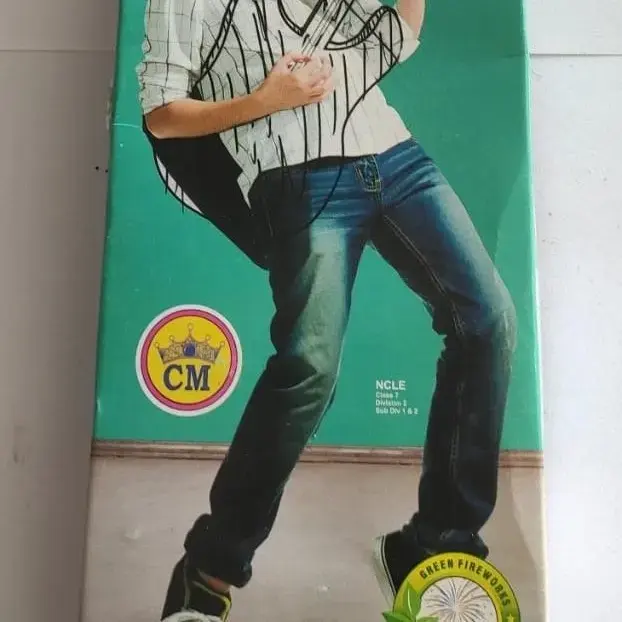 CM
NCLE
Class 7
Division 2
Sub Div 1 & 2
GREEN FIREWORKS